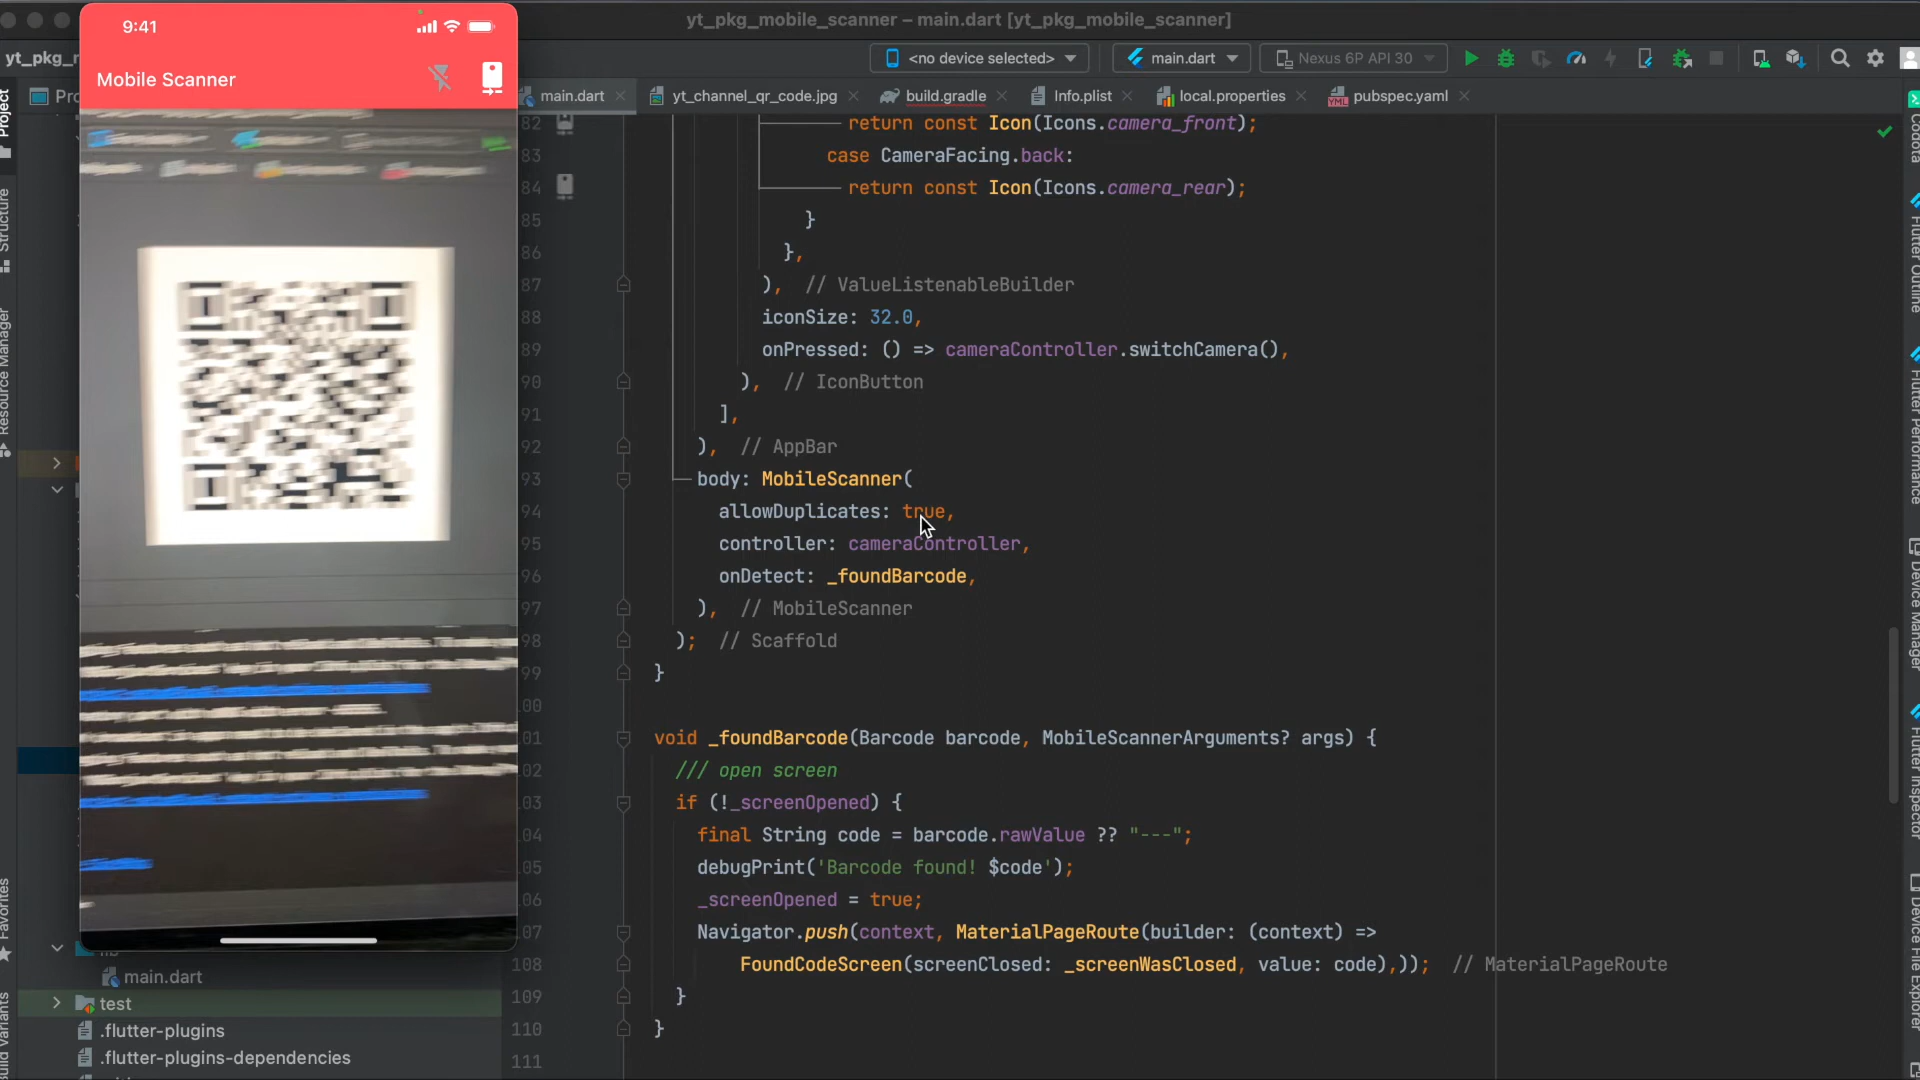 yt_pkg_mobile_scanner – main.dart [yt_pkg_mobile_scanner]
9:41
Mobile Scanner
<no device selected>
main.dart
Nexus 6P API 30
main.dart
yt_channel_qr_code.jpg
build.gradle
Info.plist
local.properties
pubspec.yaml
82 return const Icon(Icons.camera_front);
83 case CameraFacing.back:
84 return const Icon(Icons.camera_rear);
85 }
86 },
87 ), // ValueListenableBuilder
88 iconSize: 32.0,
89 onPressed: () => cameraController.switchCamera(),
90 ), // IconButton
91 ],
92 ), // AppBar
93 body: MobileScanner(
94 allowDuplicates: true,
95 controller: cameraController,
96 onDetect: _foundBarcode,
97 ), // MobileScanner
98 ); // Scaffold
99 }
100
101 void _foundBarcode(Barcode barcode, MobileScannerArguments? args) {
102 /// open screen
103 if (!_screenOpened) {
104 final String code = barcode.rawValue ?? "---";
105 debugPrint('Barcode found! $code');
106 _screenOpened = true;
107 Navigator.push(context, MaterialPageRoute(builder: (context) =>
108 FoundCodeScreen(screenClosed: _screenWasClosed, value: code),)); // MaterialPageRoute
109 }
110 }
111
Project
Structure
Resource Manager
Favorites
main.dart
test
.flutter-plugins
.flutter-plugins-dependencies
Codota
Flutter Outline
Flutter Performance
Device Manager
Flutter Inspector
Device File Explorer